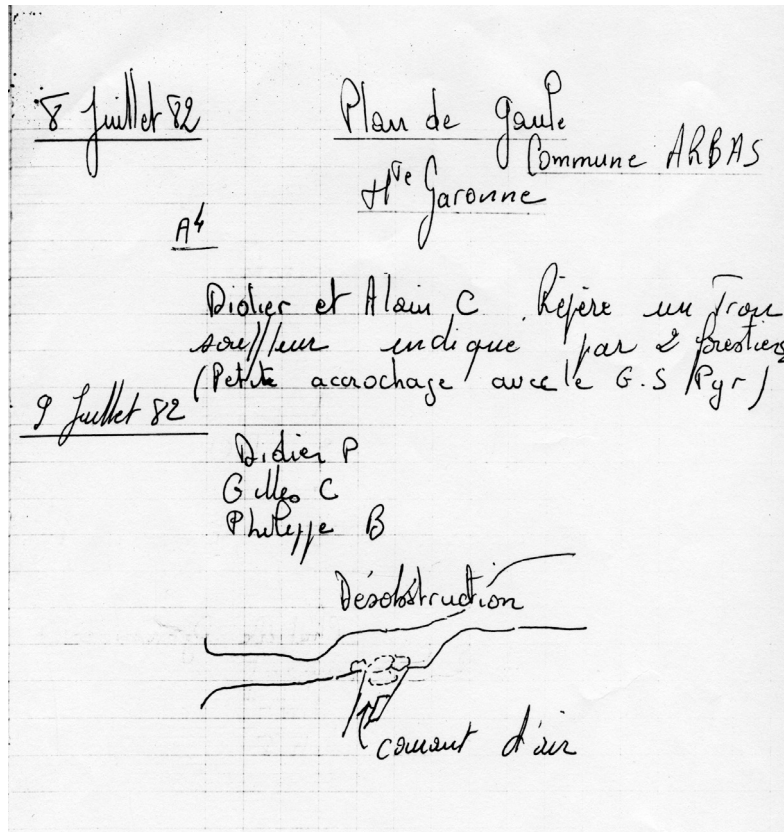 8 Juillet 82
Plan de Gaule
Commune ARBAS
Hte Garonne
A4
Didier et Alain C. Repère un Trou
souffleur indique par 2 forestiers
(Petite accrochage avec le G.S Pyr)
9 Juillet 82
Didier P
Gilles C
Philippe B
Désobstruction
courant d'air